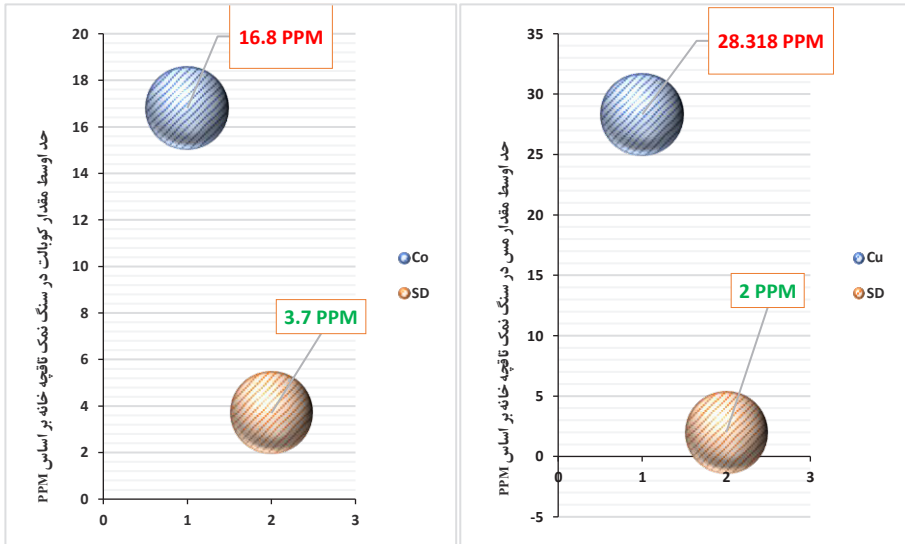 حد اوسط مقدار کوبالت در سنگ نمک تاقچه خانه بر اساس PPM
20
18
16
14
12
10
8
6
4
2
0
0
1
2
3
16.8 PPM
3.7 PPM
Co
SD
حد اوسط مقدار مس در سنگ نمک تاقچه خانه بر اساس PPM
35
30
25
20
15
10
5
0
-5
0
1
2
3
28.318 PPM
2 PPM
Cu
SD